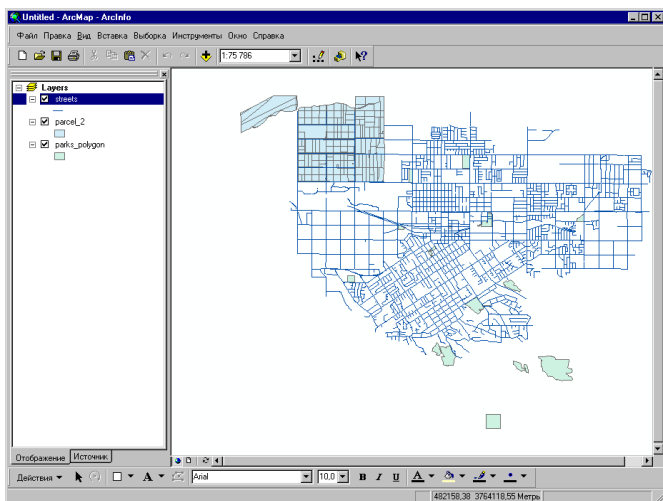 Untitled - ArcMap - ArcInfo
Файл Правка Вид Вставка Выборка Инструменты Окно Справка
1:75 786
Layers
streets
parcel_2
parks_polygon
Отображение Источник
Действия A Arial 10,0 B I U A
482158,38 3764118,55 Метры